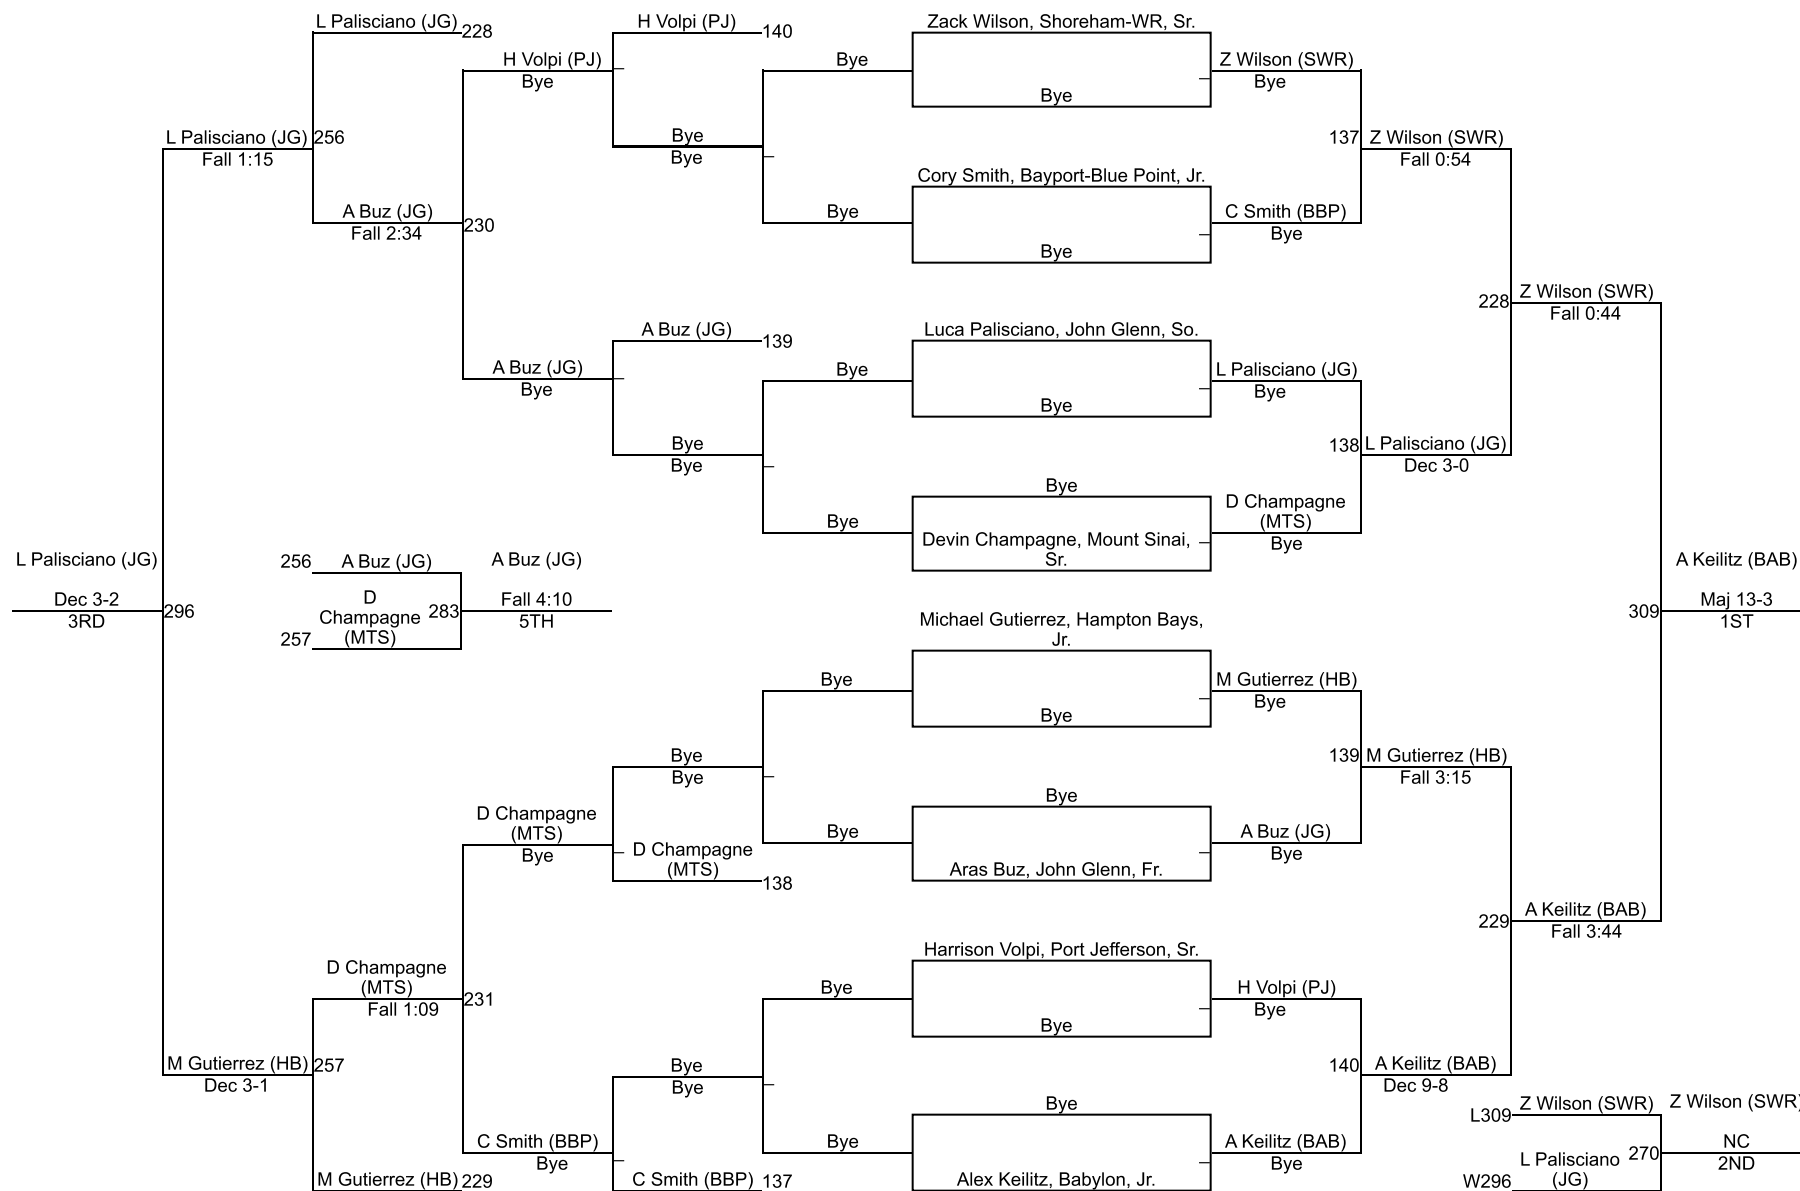 L Palisciano (JG)
228
H Volpi (PJ)
140
Zack Wilson, Shoreham-WR, Sr.
H Volpi (PJ)
Bye
Bye
Bye
Z Wilson (SWR)
Bye
L Palisciano (JG)
256
Fall 1:15
Bye
Bye
137
Z Wilson (SWR)
Fall 0:54
Cory Smith, Bayport-Blue Point, Jr.
A Buz (JG)
Fall 2:34
230
Bye
Bye
C Smith (BBP)
Bye
228
Z Wilson (SWR)
Fall 0:44
A Buz (JG)
139
Luca Palisciano, John Glenn, So.
A Buz (JG)
Bye
Bye
Bye
L Palisciano (JG)
Bye
Bye
Bye
138
L Palisciano (JG)
Dec 3-0
Bye
Bye
Devin Champagne, Mount Sinai,
Sr.
D Champagne
(MTS)
Bye
L Palisciano (JG)
Dec 3-2
3RD
296
256
A Buz (JG)
D
Champagne
(MTS)
257
283
A Buz (JG)
Fall 4:10
5TH
A Keilitz (BAB)
309
Maj 13-3
1ST
Michael Gutierrez, Hampton Bays,
Jr.
Bye
Bye
M Gutierrez (HB)
Bye
Bye
Bye
139
M Gutierrez (HB)
Fall 3:15
Bye
D Champagne
(MTS)
Bye
D Champagne
(MTS)
138
Bye
Aras Buz, John Glenn, Fr.
A Buz (JG)
Bye
229
A Keilitz (BAB)
Fall 3:44
Harrison Volpi, Port Jefferson, Sr.
D Champagne
(MTS)
Fall 1:09
231
Bye
Bye
H Volpi (PJ)
Bye
M Gutierrez (HB)
257
Dec 3-1
Bye
Bye
140
A Keilitz (BAB)
Dec 9-8
Bye
C Smith (BBP)
Bye
Bye
Alex Keilitz, Babylon, Jr.
A Keilitz (BAB)
Bye
M Gutierrez (HB)
229
C Smith (BBP)
137
L309
Z Wilson (SWR)
Z Wilson (SWR)
L Palisciano
(JG)
W296
270
NC
2ND